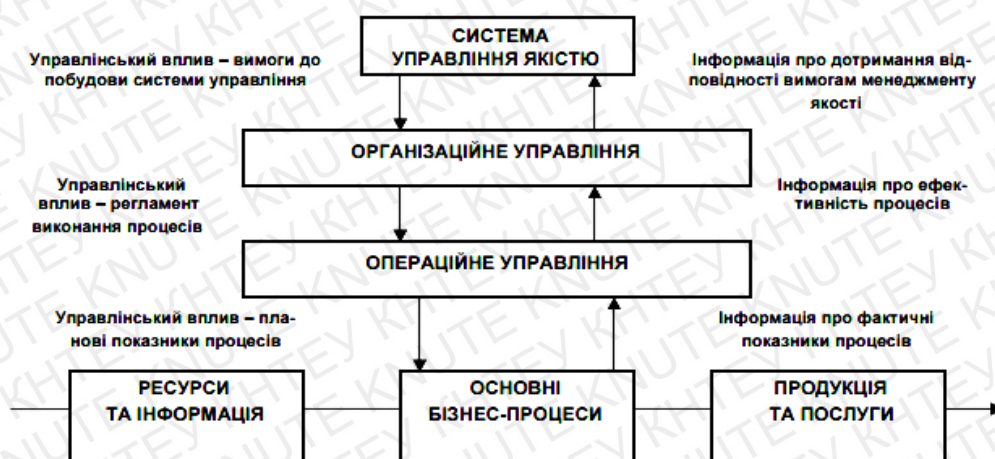 СИСТЕМА
УПРАВЛІННЯ ЯКІСТЮ
Управлінський вплив – вимоги до
побудови системи управління
Інформація про дотримання від-
повідності вимогам менеджменту
якості
ОРГАНІЗАЦІЙНЕ УПРАВЛІННЯ
Управлінський
вплив – регламент
виконання процесів
Інформація про ефек-
тивність процесів
ОПЕРАЦІЙНЕ УПРАВЛІННЯ
Управлінський вплив – пла-
нові показники процесів
Інформація про фактичні
показники процесів
РЕСУРСИ
ТА ІНФОРМАЦІЯ
ОСНОВНІ
БІЗНЕС-ПРОЦЕСИ
ПРОДУКЦІЯ
ТА ПОСЛУГИ